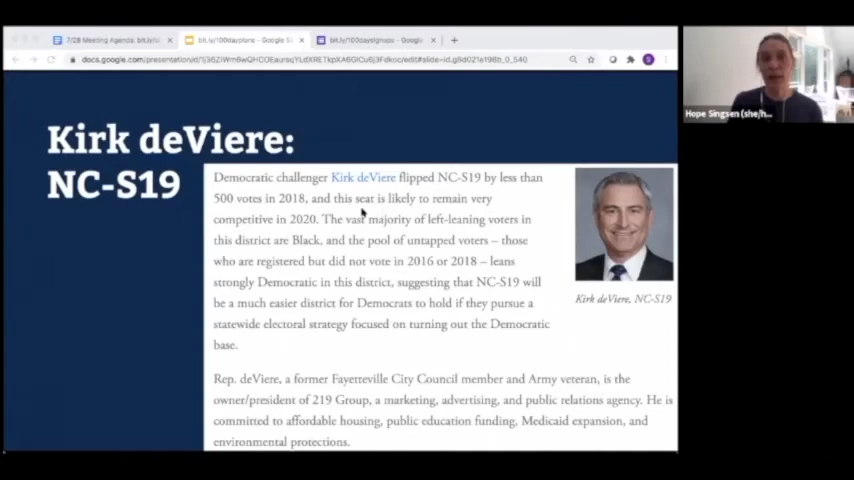 7/28 Meeting Agenda: bit.ly/
bit.ly/100dayplans - Google Sl
bit.ly/100daysignups - Google
docs.google.com/presentation/d/
S
Hope Singsen (she/h...
Kirk deViere:
NC-S19
Democratic challenger Kirk deViere flipped NC-S19 by less than
500 votes in 2018, and this seat is likely to remain very
competitive in 2020. The vast majority of left-leaning voters in
this district are Black, and the pool of untapped voters – those
who are registered but did not vote in 2016 or 2018 – leans
strongly Democratic in this district, suggesting that NC-S19 will
be a much easier district for Democrats to hold if they pursue a
statewide electoral strategy focused on turning out the Democratic
base.
Kirk deViere, NC-S19
Rep. deViere, a former Fayetteville City Council member and Army veteran, is the
owner/president of 219 Group, a marketing, advertising, and public relations agency. He is
committed to affordable housing, public education funding, Medicaid expansion, and
environmental protections.